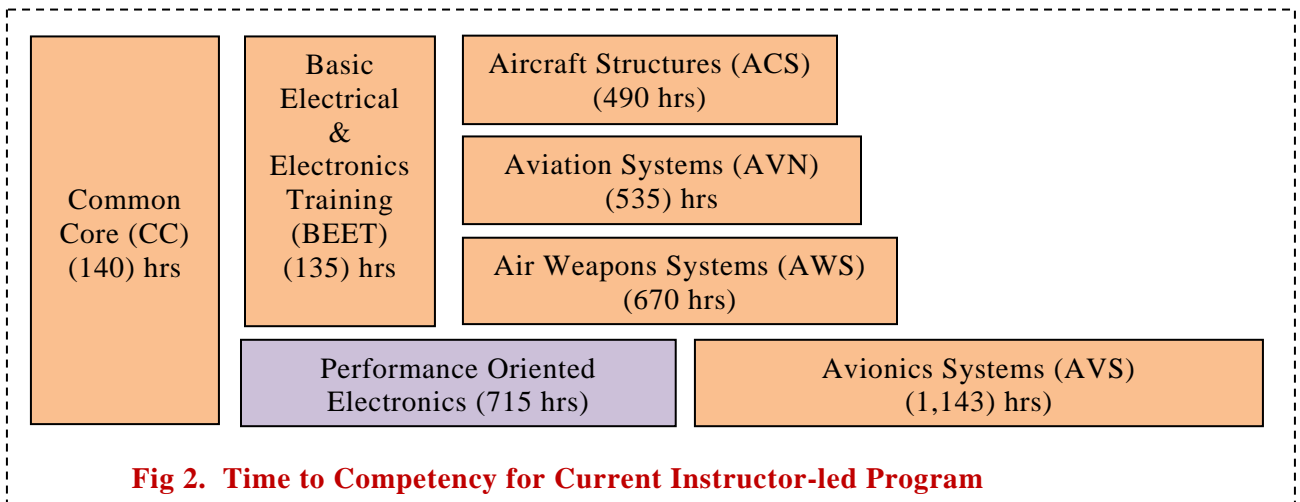 Common
Core (CC)
(140) hrs
Basic
Electrical
&
Electronics
Training
(BEET)
(135) hrs
Aircraft Structures (ACS)
(490 hrs)
Aviation Systems (AVN)
(535) hrs
Air Weapons Systems (AWS)
(670 hrs)
Performance Oriented
Electronics (715 hrs)
Avionics Systems (AVS)
(1,143) hrs)
Fig 2. Time to Competency for Current Instructor-led Program